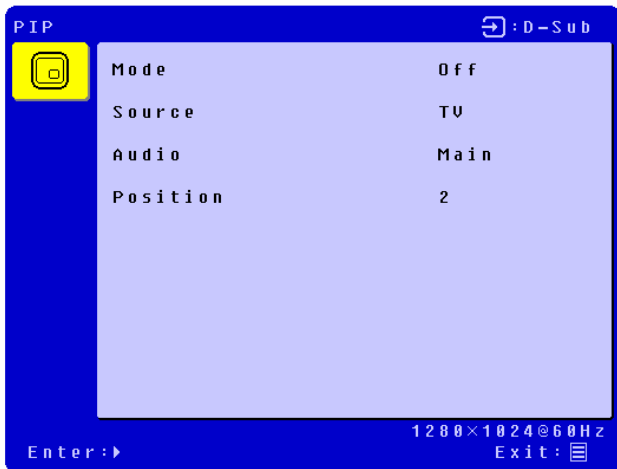 PIP :D-Sub
Mode Off
Source TV
Audio Main
Position 2
1280×1024@60Hz
Enter: Exit: